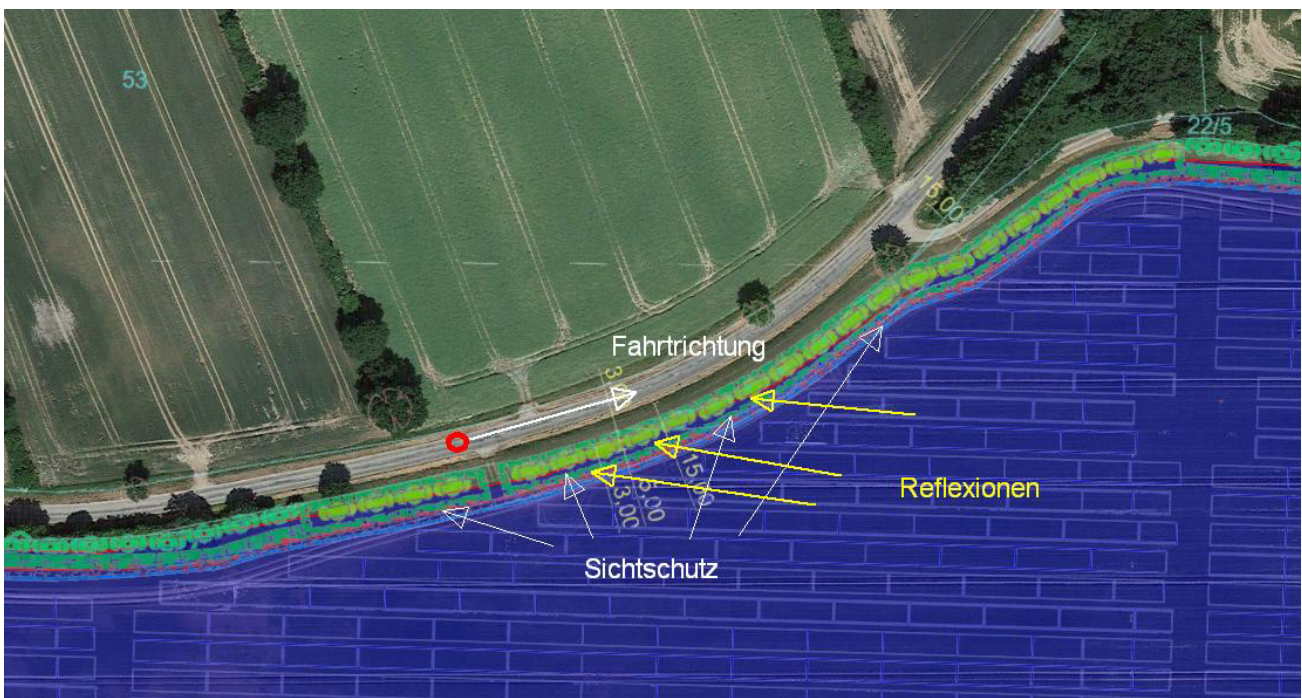 53
22/5
15,00
Fahrtrichtung
15,00
3.00
Reflexionen
Sichtschutz